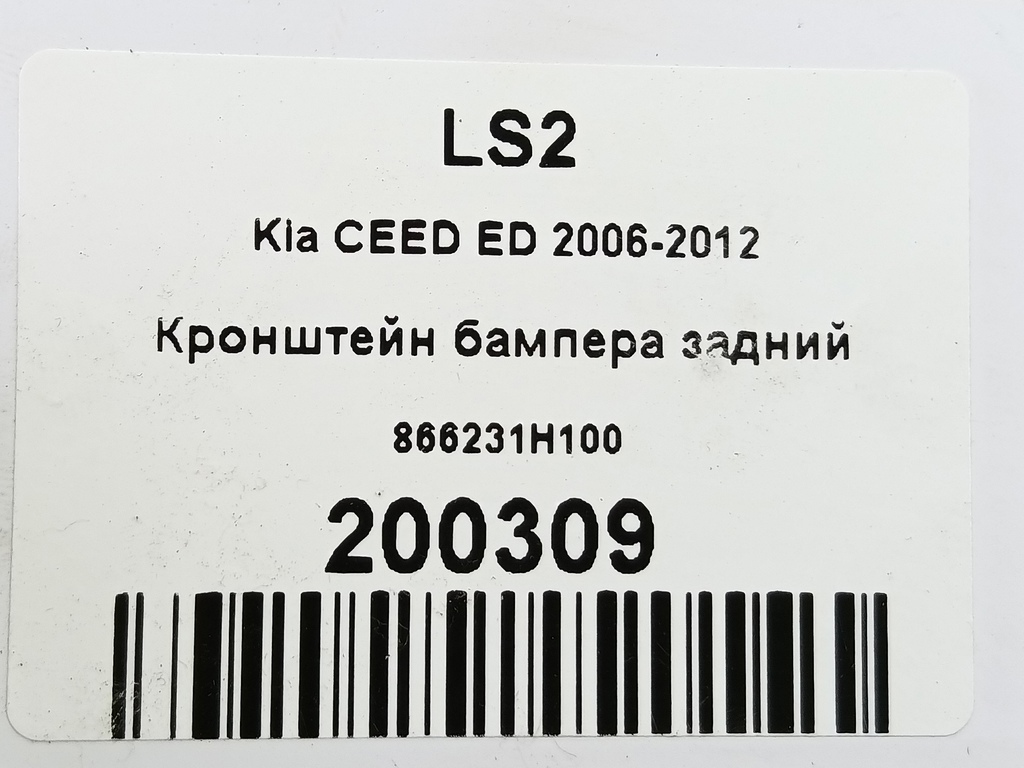 LS2
Kia CEED ED 2006-2012
Кронштейн бампера задний
866231H100
200309